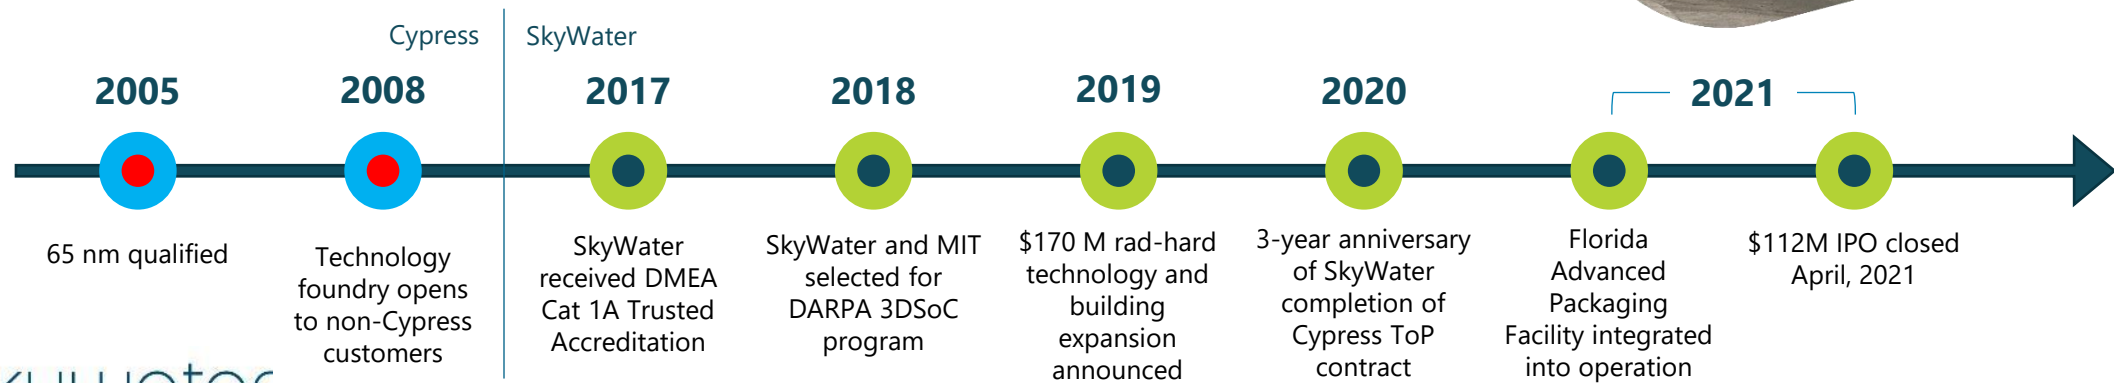 Cypress
SkyWater
2005
2008
2017
2018
2019
2020
2021
65 nm qualified
Technology
foundry opens
to non-Cypress
customers
SkyWater
received DMEA
Cat 1A Trusted
Accreditation
SkyWater and MIT
selected for
DARPA 3DSoC
program
$170 M rad-hard
technology and
building
expansion
announced
3-year anniversary
of SkyWater
completion of
Cypress ToP
contract
Florida
Advanced
Packaging
Facility integrated
into operation
$112M IPO closed
April, 2021